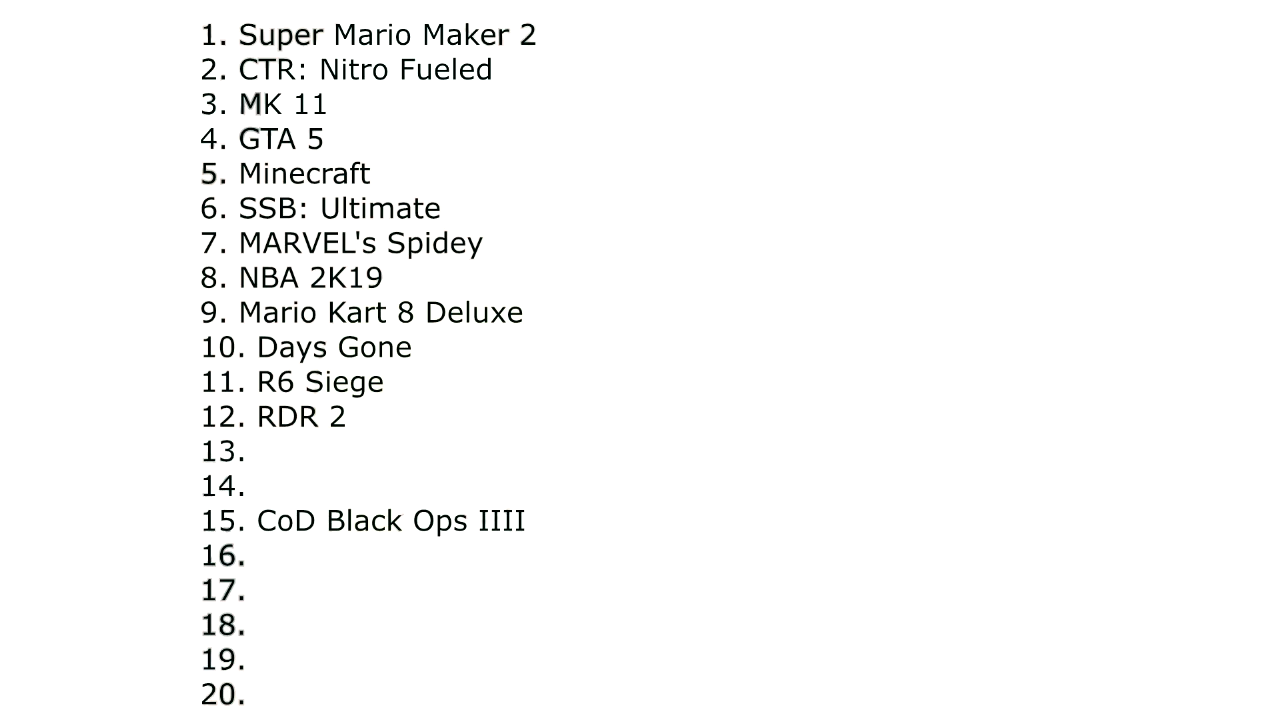 1. Super Mario Maker 2
2. CTR: Nitro Fueled
3. MK 11
4. GTA 5
5. Minecraft
6. SSB: Ultimate
7. MARVEL's Spidey
8. NBA 2K19
9. Mario Kart 8 Deluxe
10. Days Gone
11. R6 Siege
12. RDR 2
13.
14.
15. CoD Black Ops IIII
16.
17.
18.
19.
20.